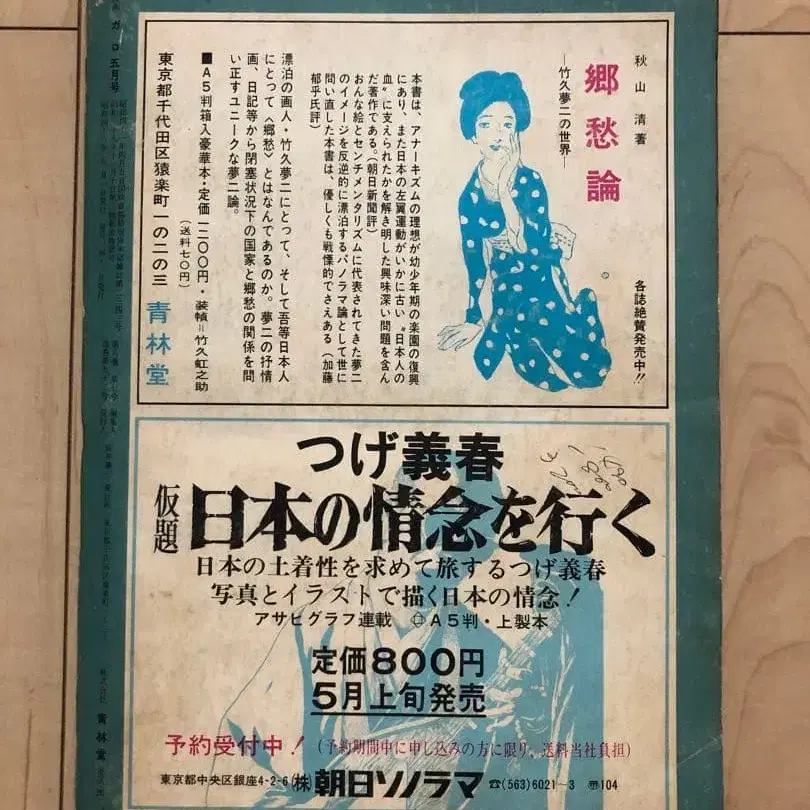 秋山 清著
郷愁論
―竹久夢二の世界―
各誌絶賛発売中!!
本書は、アナーキズムの理想が幼少年期の楽園の復興
にあり、また日本の左翼運動がいかに古い〝日本人の
血〟に支えられたかを解き明した興味深い問題を含ん
だ著作である。(朝日新聞評)
おんな絵とセンチメンタリズムに代表されてきた夢二
のイメージを反逆的に漂泊するパノラマ論として世に
問い直した本書は、優しくも戦慄的でさえある(加藤
郁乎氏評)
漂泊の画人・竹久夢二にとって、そして吾等日本人
にとって〈郷愁〉とはなんであるのか。夢二の抒情
画、日記等から閉塞状況下の国家と郷愁の関係を問
い正すユニークな夢二論。
■A5判箱入豪華本・定価一二〇〇円・装幀=竹久虹之助
(送料七〇円)
東京都千代田区猿楽町一の二の三 青林堂
つげ義春
仮題 日本の情念を行く
日本の土着性を求めて旅するつげ義春
写真とイラストで描く日本の情念!
アサヒグラフ連載 A5判・上製本
定価800円
5月上旬発売
予約受付中!(予約期間中に申し込みの方に限り、送料当社負担)
東京都中央区銀座4-2-6(株)朝日ソノラマ ☎(563)6021〜3 〠104
ガロ五月号
株式会社 青林堂